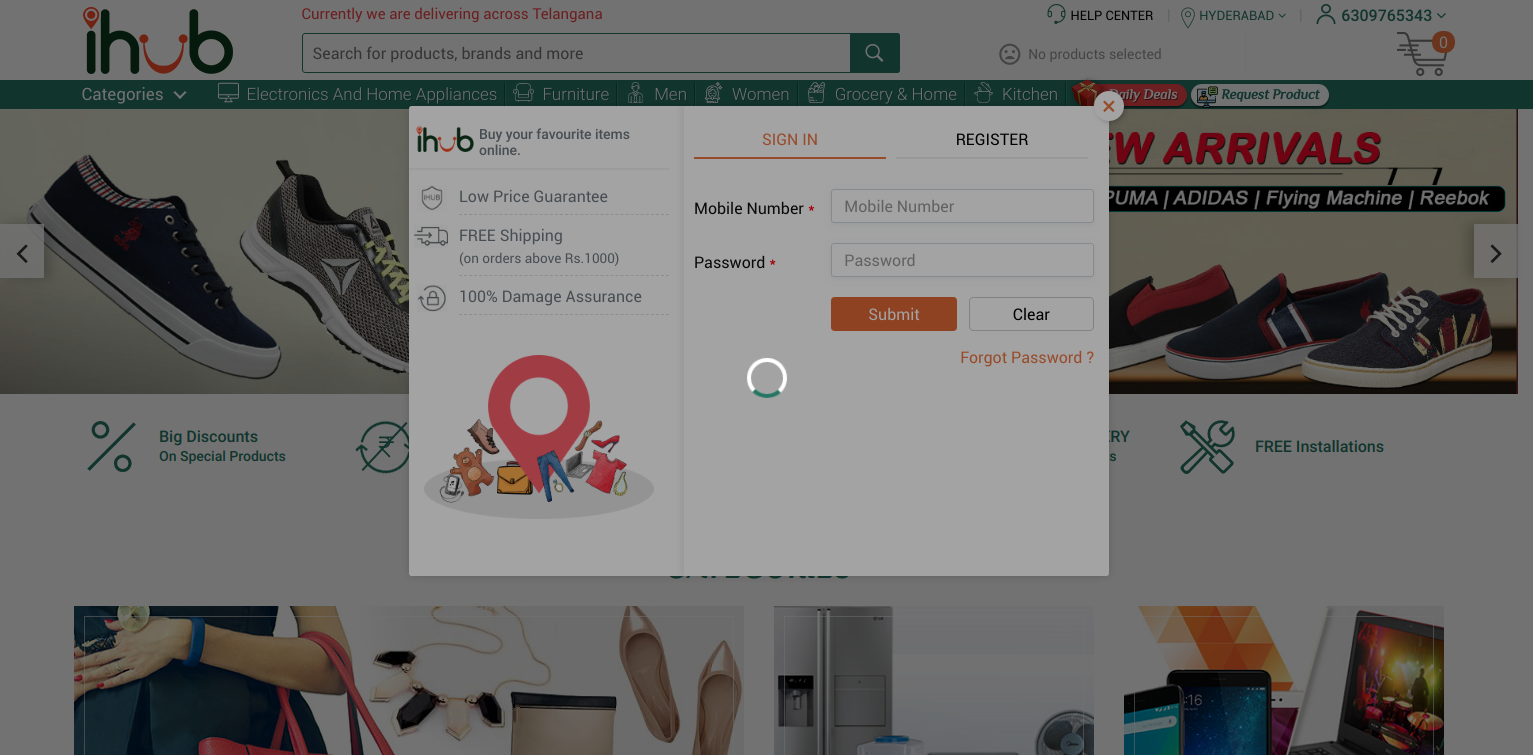 ihub
Currently we are delivering across Telangana
HELP CENTER
HYDERABAD
6309765343
Search for products, brands and more
No products selected
0
Categories
Electronics And Home Appliances
Furniture
Men
Women
Grocery & Home
Kitchen
Daily Deals
Request Product
ihub
Buy your favourite items
online.
SIGN IN
REGISTER
IHUB
Low Price Guarantee
FREE Shipping
(on orders above Rs.1000)
100% Damage Assurance
Mobile Number *
Mobile Number
Password *
Password
Submit
Clear
Forgot Password ?
EW ARRIVALS
PUMA | ADIDAS | Flying Machine | Reebok
Big Discounts
On Special Products
RY
s
FREE Installations
CATEGORIES
:16